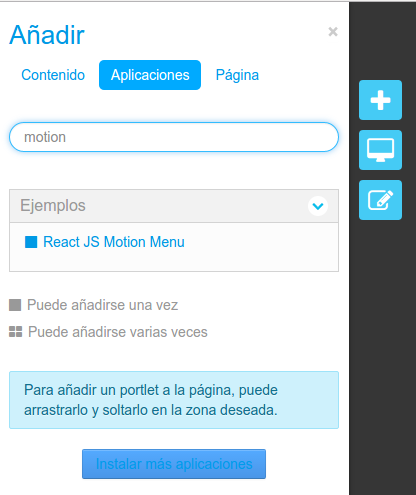 Añadir
×
Contenido Aplicaciones Página
motion
Ejemplos
React JS Motion Menu
Puede añadirse una vez
Puede añadirse varias veces
Para añadir un portlet a la página, puede
arrastrarlo y soltarlo en la zona deseada.
Instalar más aplicaciones